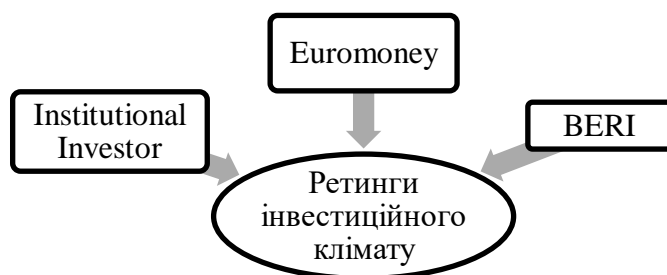 Euromoney
Institutional
Investor
BERI
Ретинги
інвестиційного
клімату